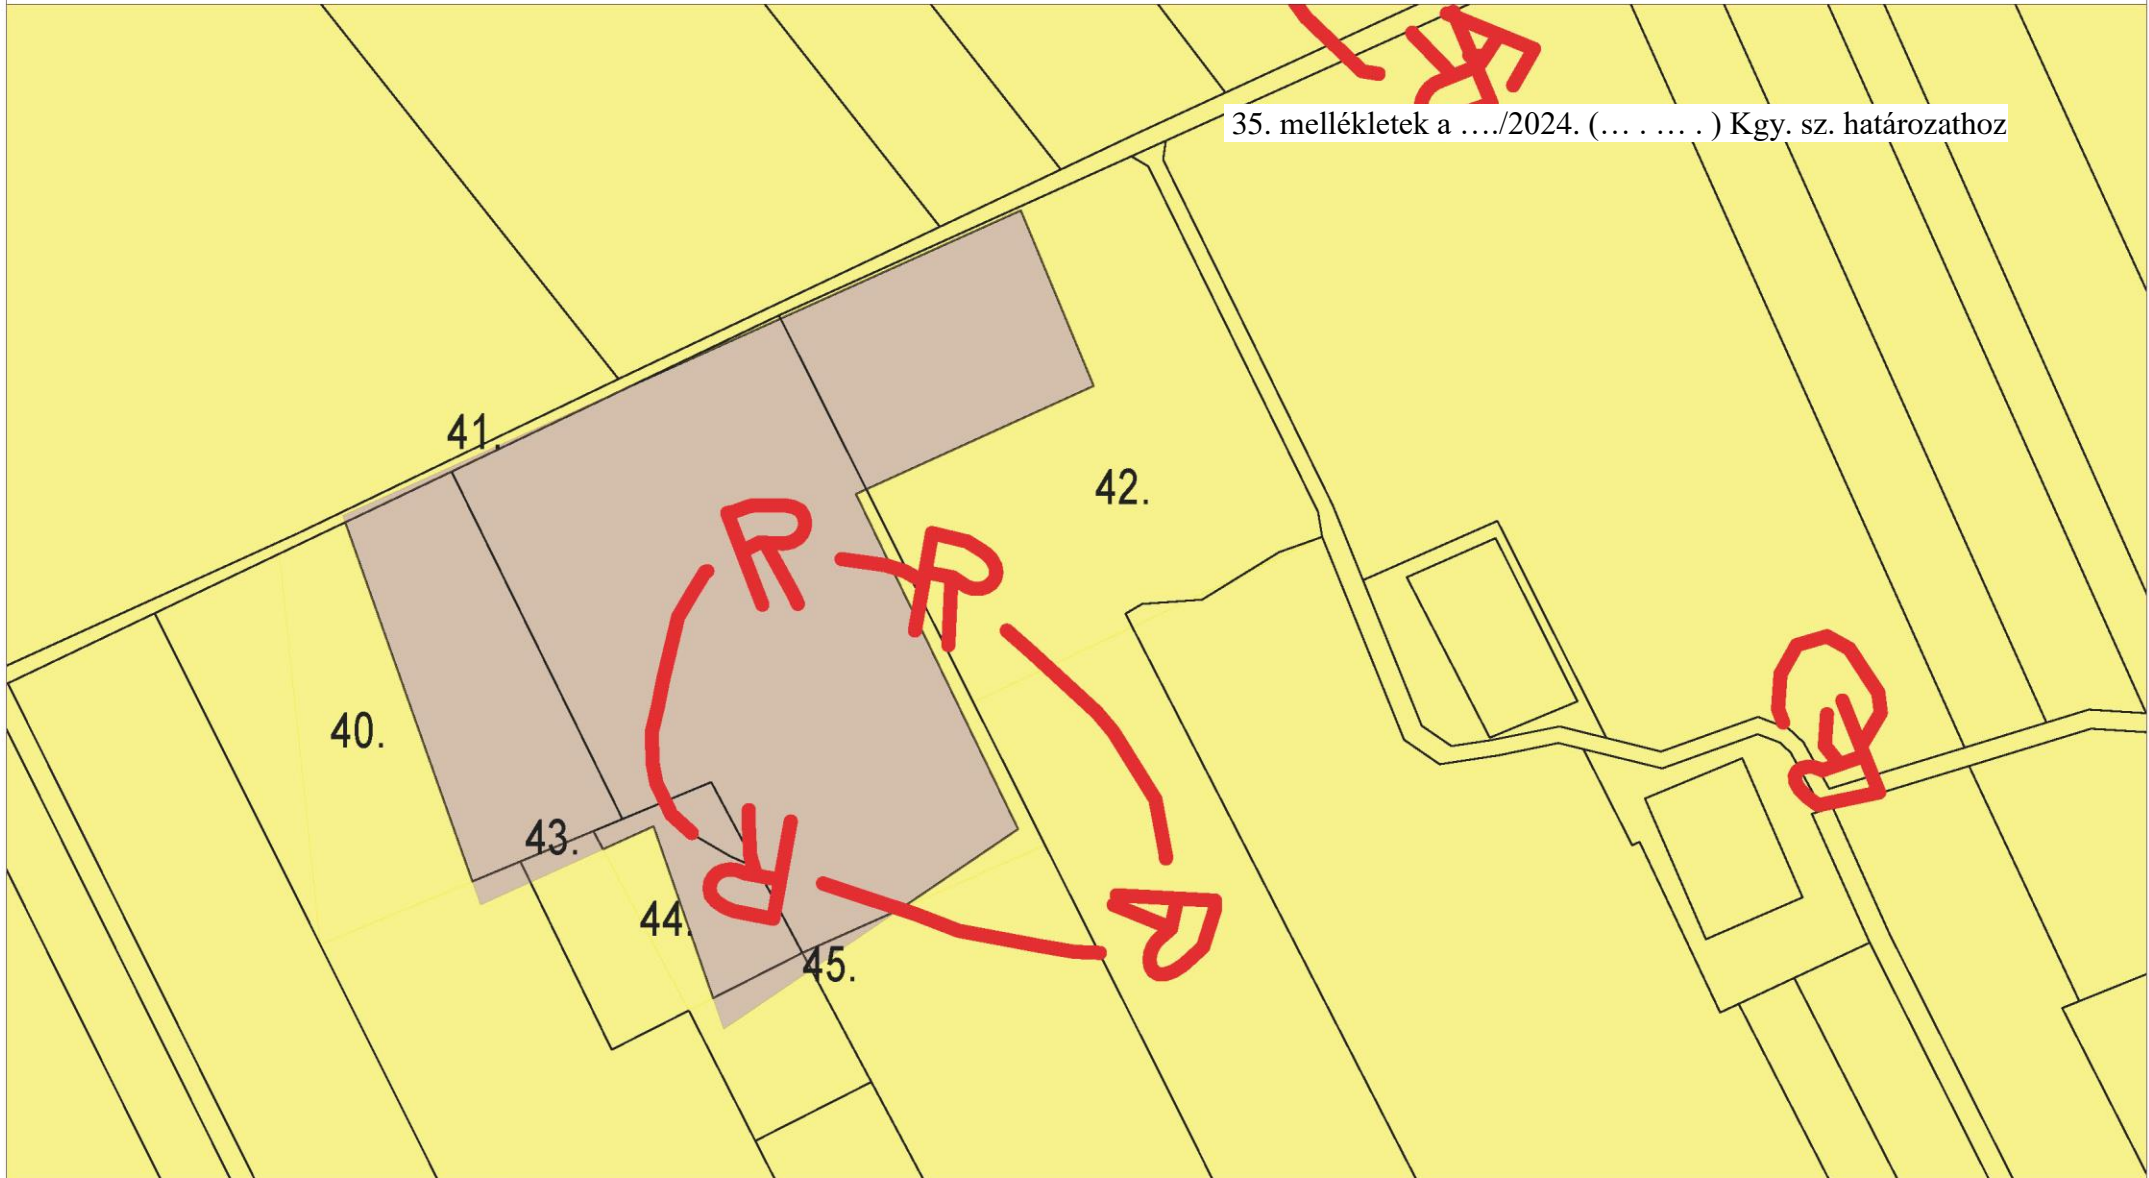 35. mellékletek a …./2024. (… . … . ) Kgy. sz. határozathoz
41.
42.
R
R
40.
43.
R
44.
R
45.